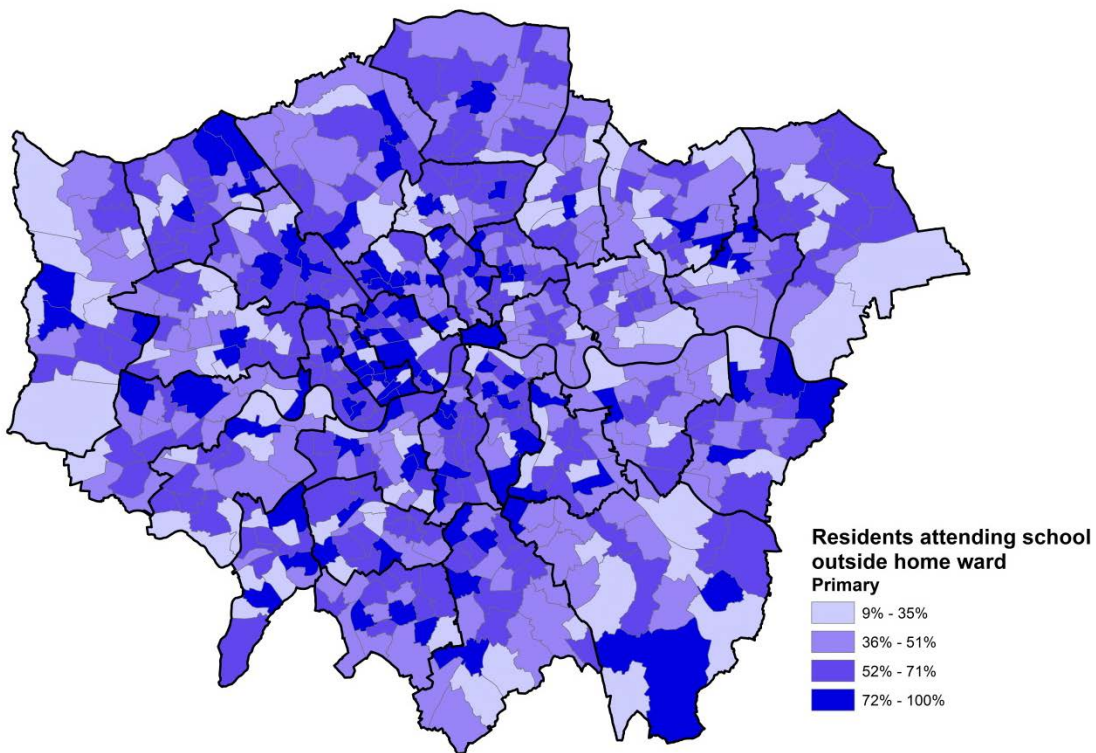 Residents attending school
outside home ward
Primary
9% - 35%
36% - 51%
52% - 71%
72% - 100%